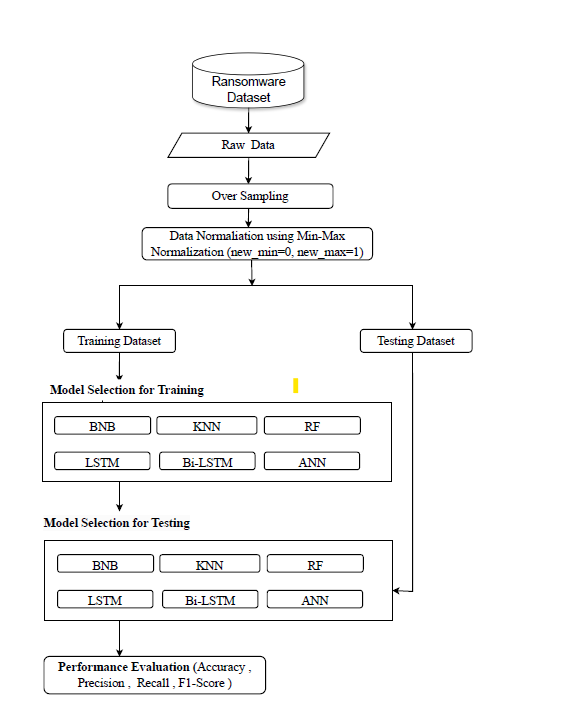 Ransomware
Dataset
Raw Data
Over Sampling
Data Normaliation using Min-Max
Normalization (new_min=0, new_max=1)
Training Dataset
Testing Dataset
Model Selection for Training
BNB
KNN
RF
LSTM
Bi-LSTM
ANN
Model Selection for Testing
BNB
KNN
RF
LSTM
Bi-LSTM
ANN
Performance Evaluation (Accuracy ,
Precision , Recall , F1-Score )